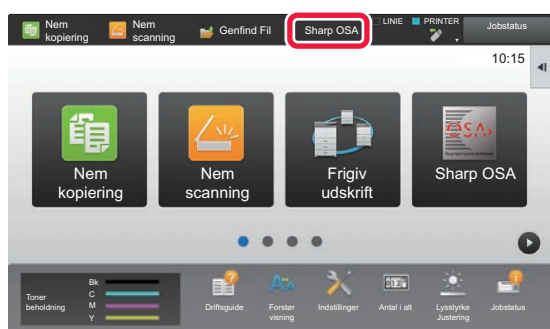 Nem
kopiering
Nem
scanning
Genfind Fil
Sharp OSA
LINIE
PRINTER
Jobstatus
10:15
Nem
kopiering
Nem
scanning
Frigiv
udskrift
OSA
Sharp OSA
Toner
beholdning
Bk
C
M
Y
Driftsguide
Forstør
visning
Indstillinger
Antal i alt
Lysstyrke
Justering
Jobstatus